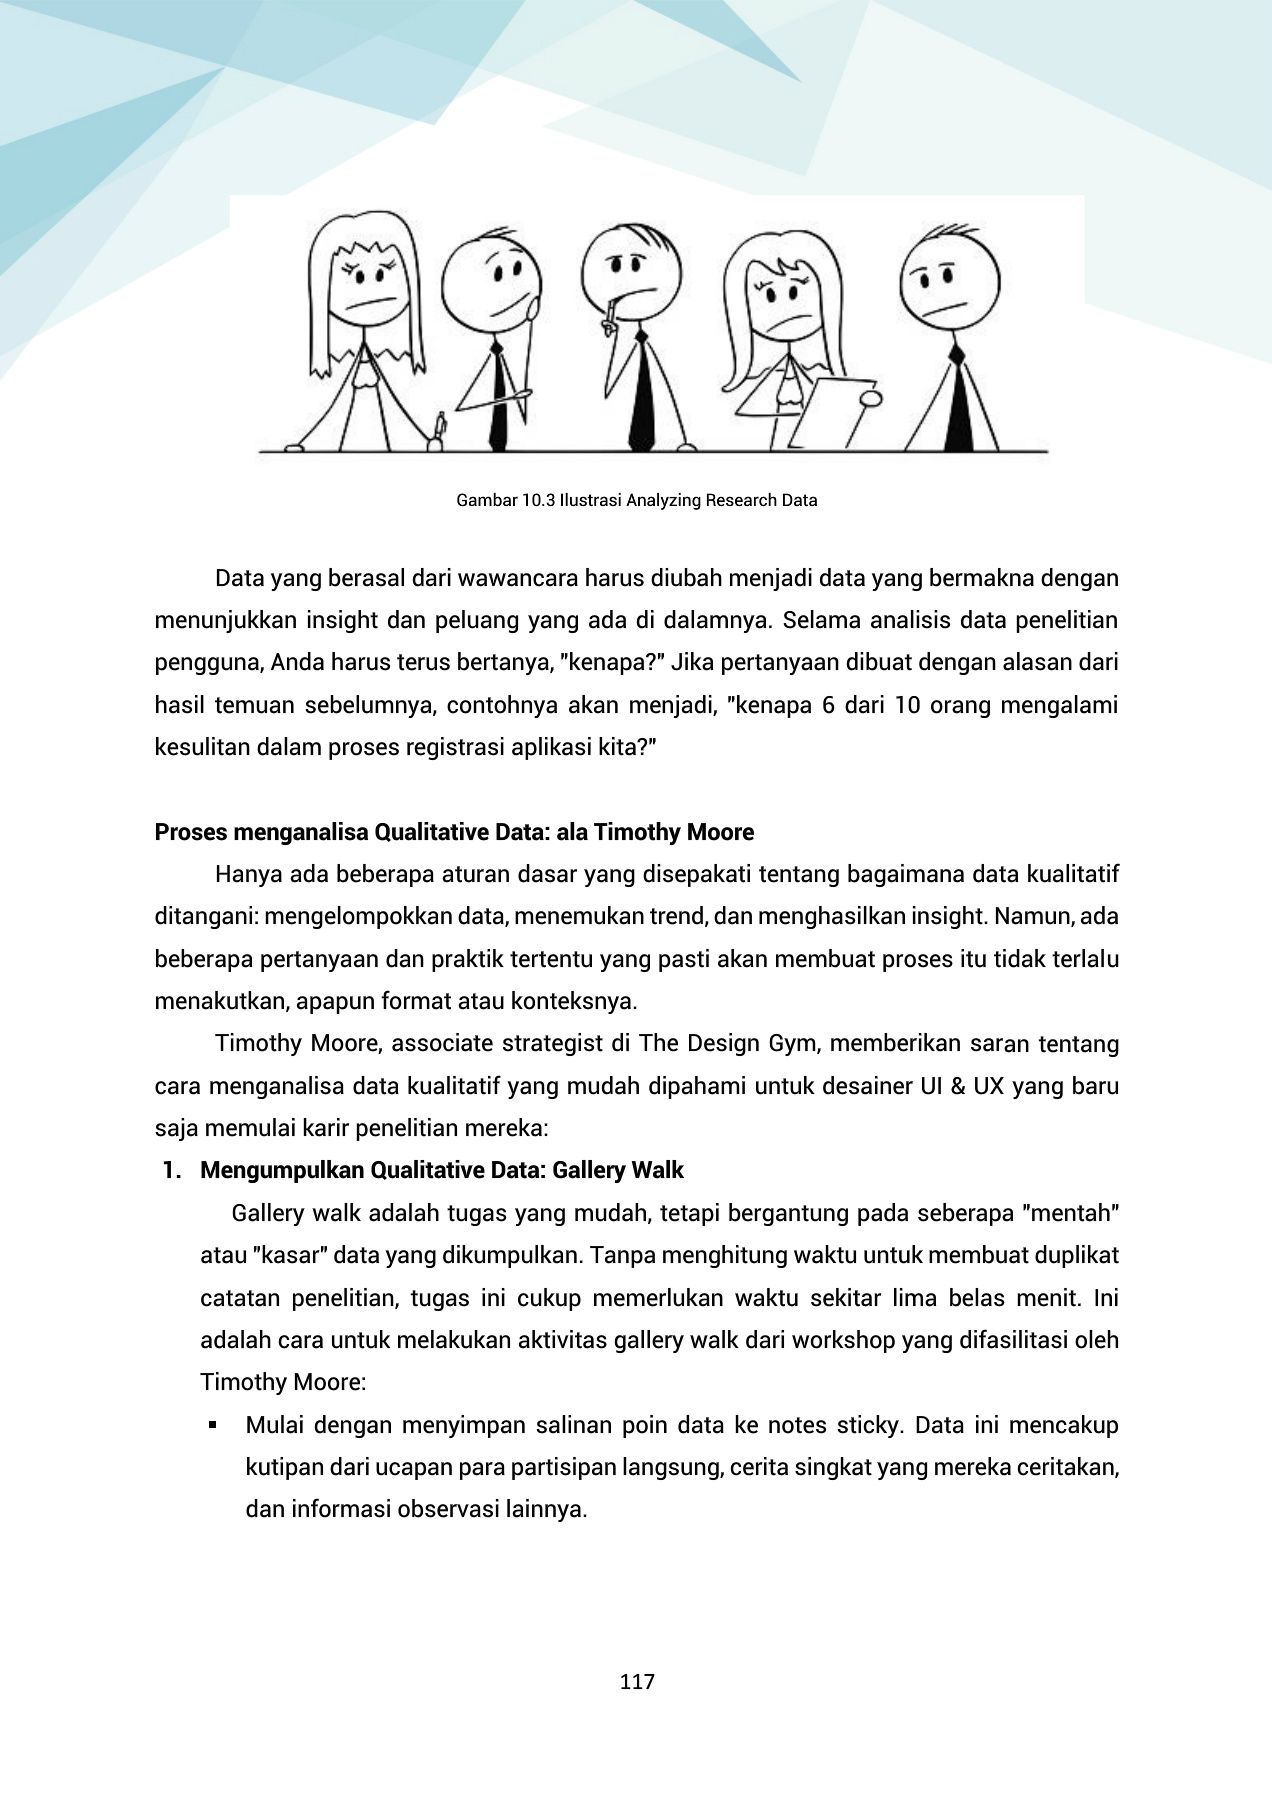 Gambar 10.3 Ilustrasi Analyzing Research Data
Data yang berasal dari wawancara harus diubah menjadi data yang bermakna dengan
menunjukkan insight dan peluang yang ada di dalamnya. Selama analisis data penelitian
pengguna, Anda harus terus bertanya, "kenapa?" Jika pertanyaan dibuat dengan alasan dari
hasil temuan sebelumnya, contohnya akan menjadi, "kenapa 6 dari 10 orang mengalami
kesulitan dalam proses registrasi aplikasi kita?"
Proses menganalisa Qualitative Data: ala Timothy Moore
Hanya ada beberapa aturan dasar yang disepakati tentang bagaimana data kualitatif
ditangani: mengelompokkan data, menemukan trend, dan menghasilkan insight. Namun, ada
beberapa pertanyaan dan praktik tertentu yang pasti akan membuat proses itu tidak terlalu
menakutkan, apapun format atau konteksnya.
Timothy Moore, associate strategist di The Design Gym, memberikan saran tentang
cara menganalisa data kualitatif yang mudah dipahami untuk desainer UI & UX yang baru
saja memulai karir penelitian mereka:
1. Mengumpulkan Qualitative Data: Gallery Walk
Gallery walk adalah tugas yang mudah, tetapi bergantung pada seberapa "mentah"
atau "kasar" data yang dikumpulkan. Tanpa menghitung waktu untuk membuat duplikat
catatan penelitian, tugas ini cukup memerlukan waktu sekitar lima belas menit. Ini
adalah cara untuk melakukan aktivitas gallery walk dari workshop yang difasilitasi oleh
Timothy Moore:
▪ Mulai dengan menyimpan salinan poin data ke notes sticky. Data ini mencakup
kutipan dari ucapan para partisipan langsung, cerita singkat yang mereka ceritakan,
dan informasi observasi lainnya.
117